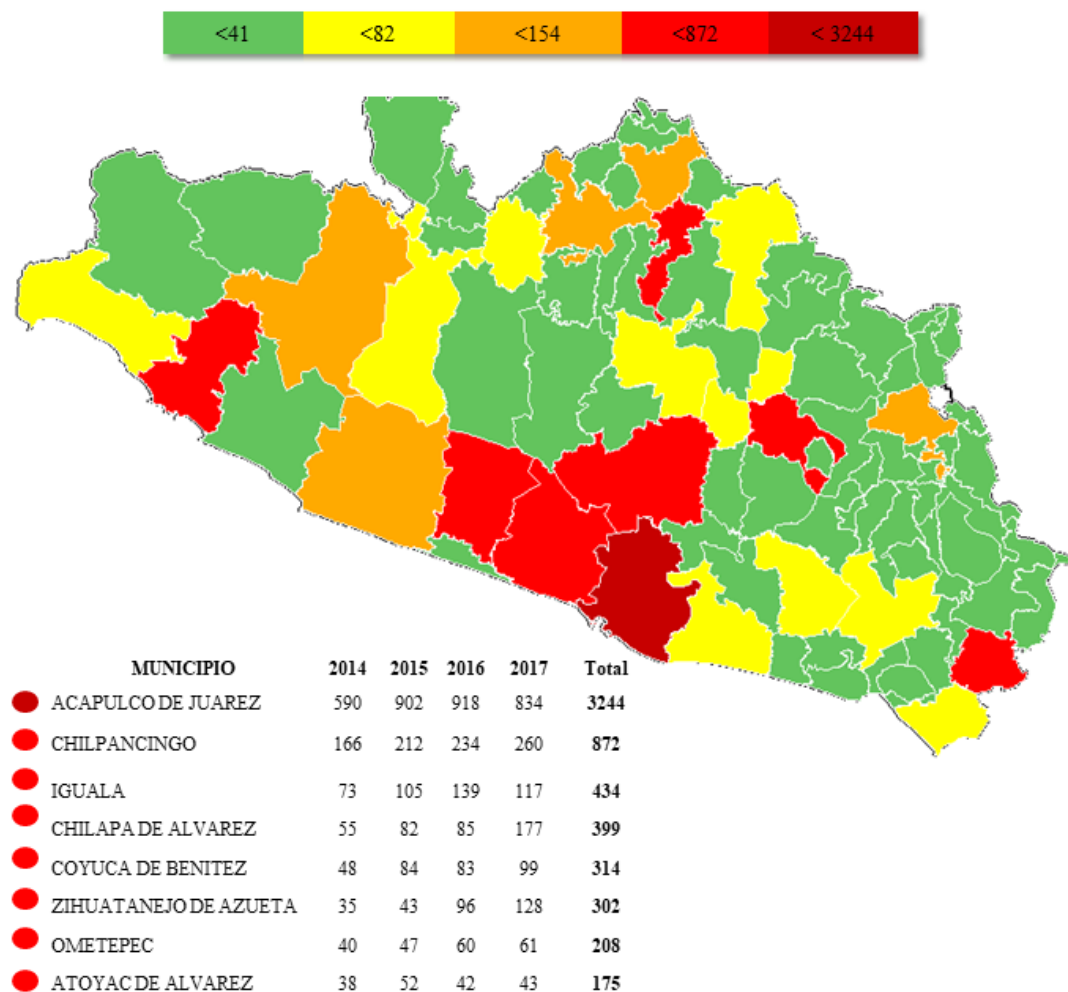 <41 <82 <154 <872 < 3244
MUNICIPIO 2014 2015 2016 2017 Total
ACAPULCO DE JUAREZ 590 902 918 834 3244
CHILPANCINGO 166 212 234 260 872
IGUALA 73 105 139 117 434
CHILAPA DE ALVAREZ 55 82 85 177 399
COYUCA DE BENITEZ 48 84 83 99 314
ZIHUATANEJO DE AZUETA 35 43 96 128 302
OMETEPEC 40 47 60 61 208
ATOYAC DE ALVAREZ 38 52 42 43 175